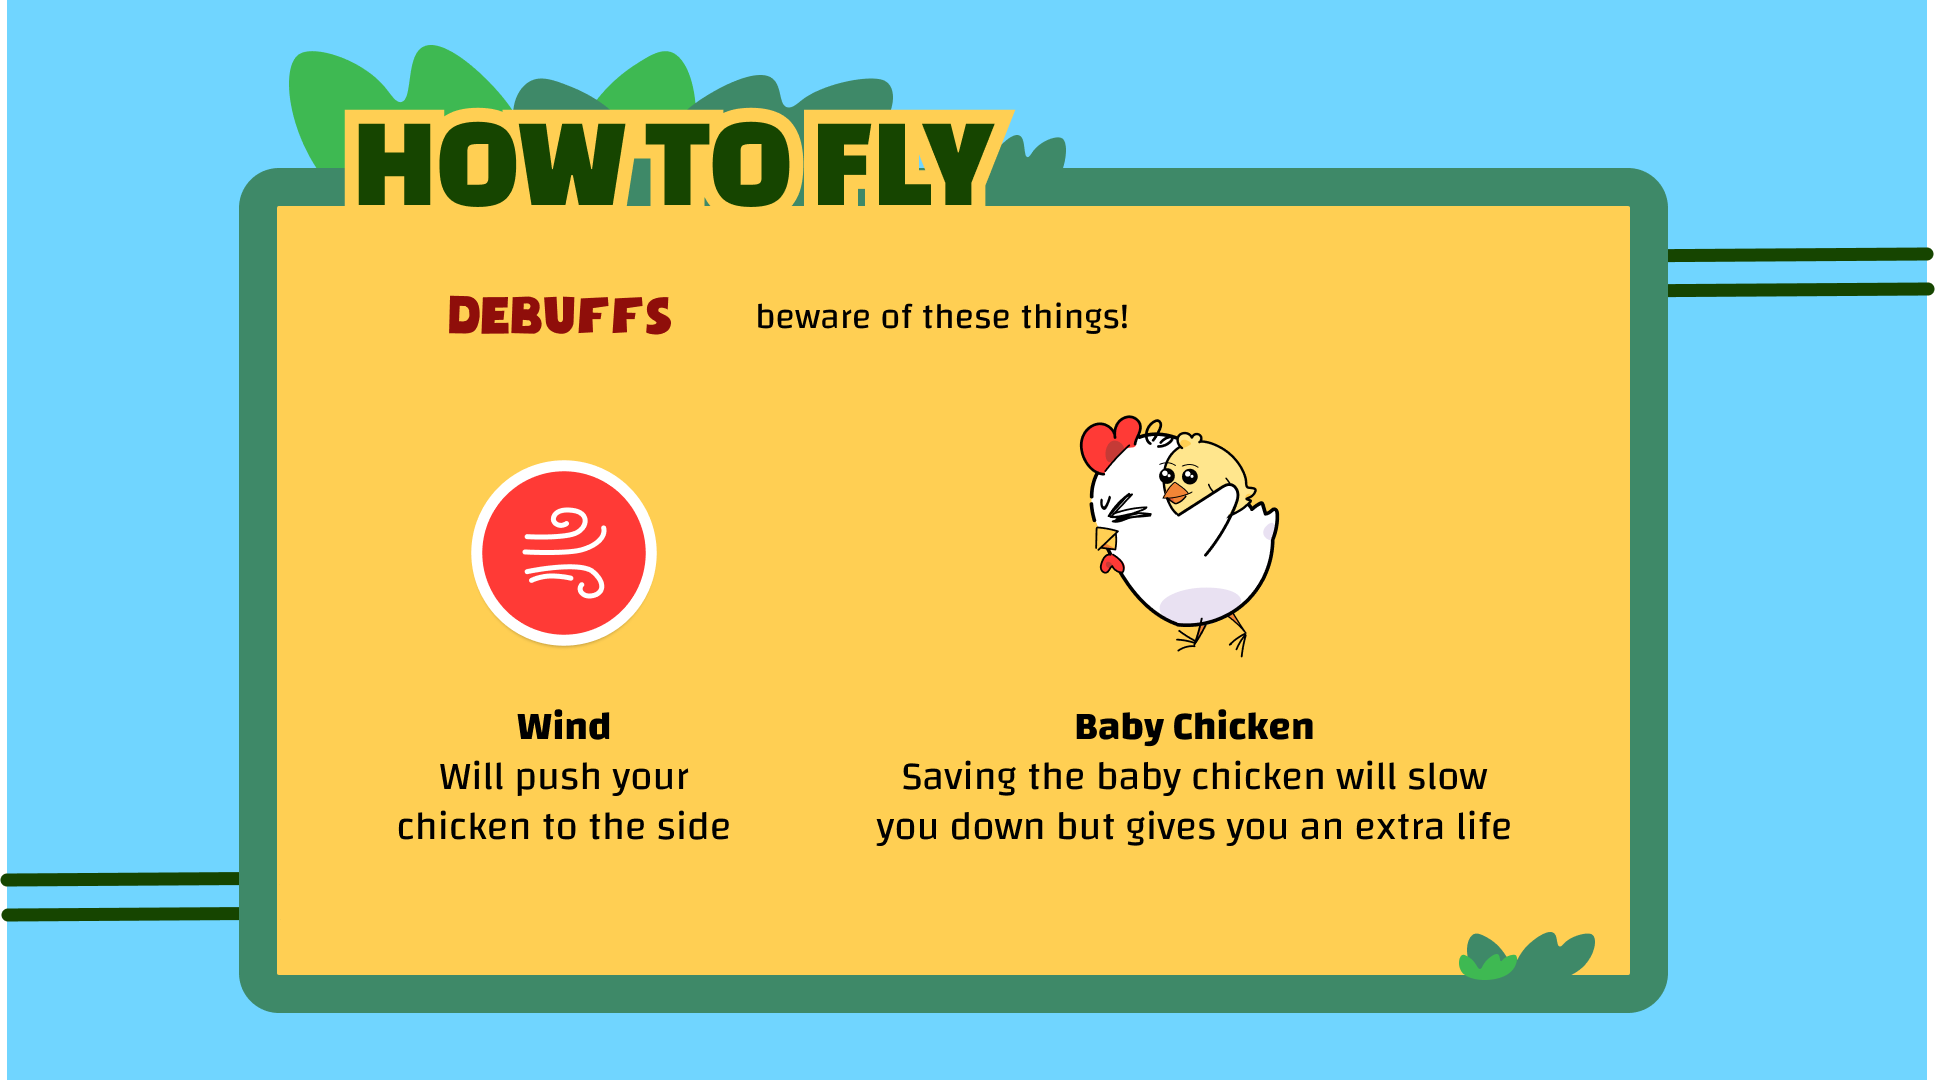 HOW TO FLY
DEBUFFS beware of these things!
Wind
Will push your
chicken to the side
Baby Chicken
Saving the baby chicken will slow
you down but gives you an extra life